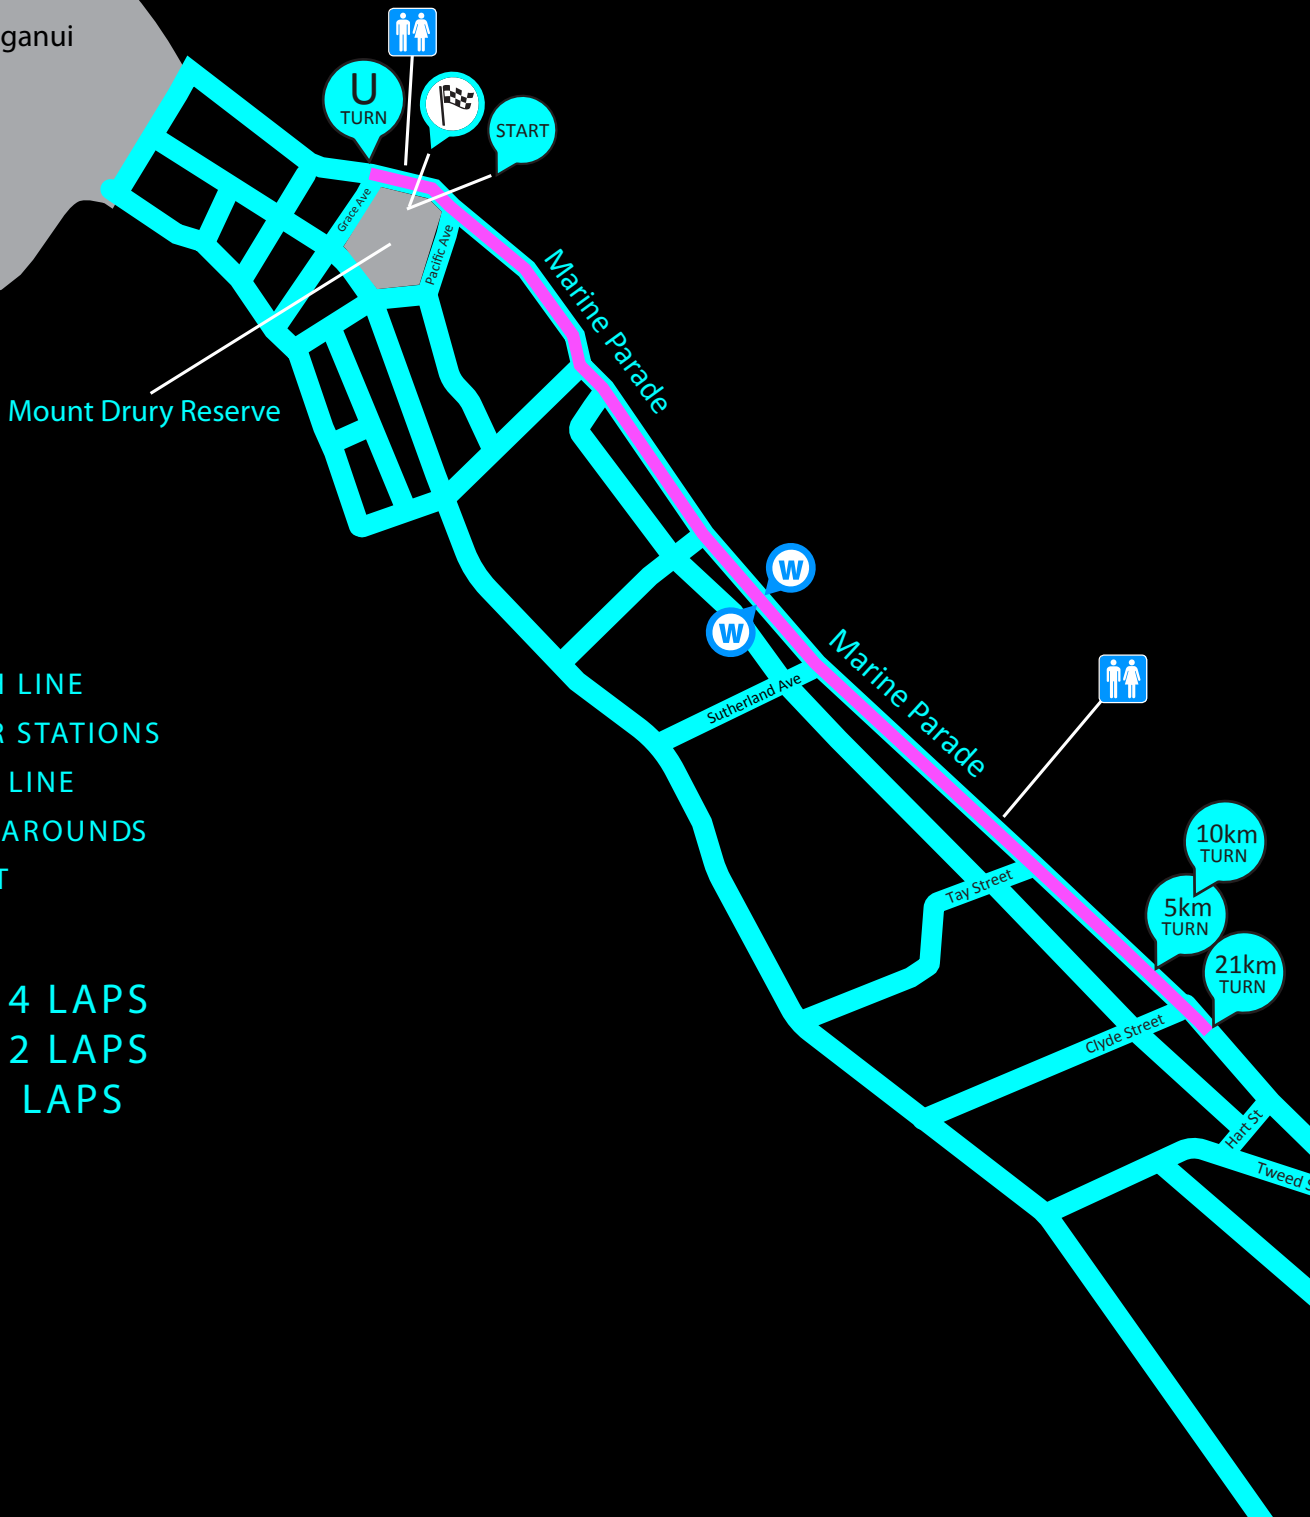 ganui
U
TURN
START
Grace Ave
Pacific Ave
Marine Parade
Mount Drury Reserve
W
W
Marine Parade
Sutherland Ave
LINE
STATIONS
LINE
AROUNDS
10km
TURN
5km
TURN
21km
TURN
Tay Street
4 LAPS
2 LAPS
LAPS
Clyde Street
Hart St
Tweed S